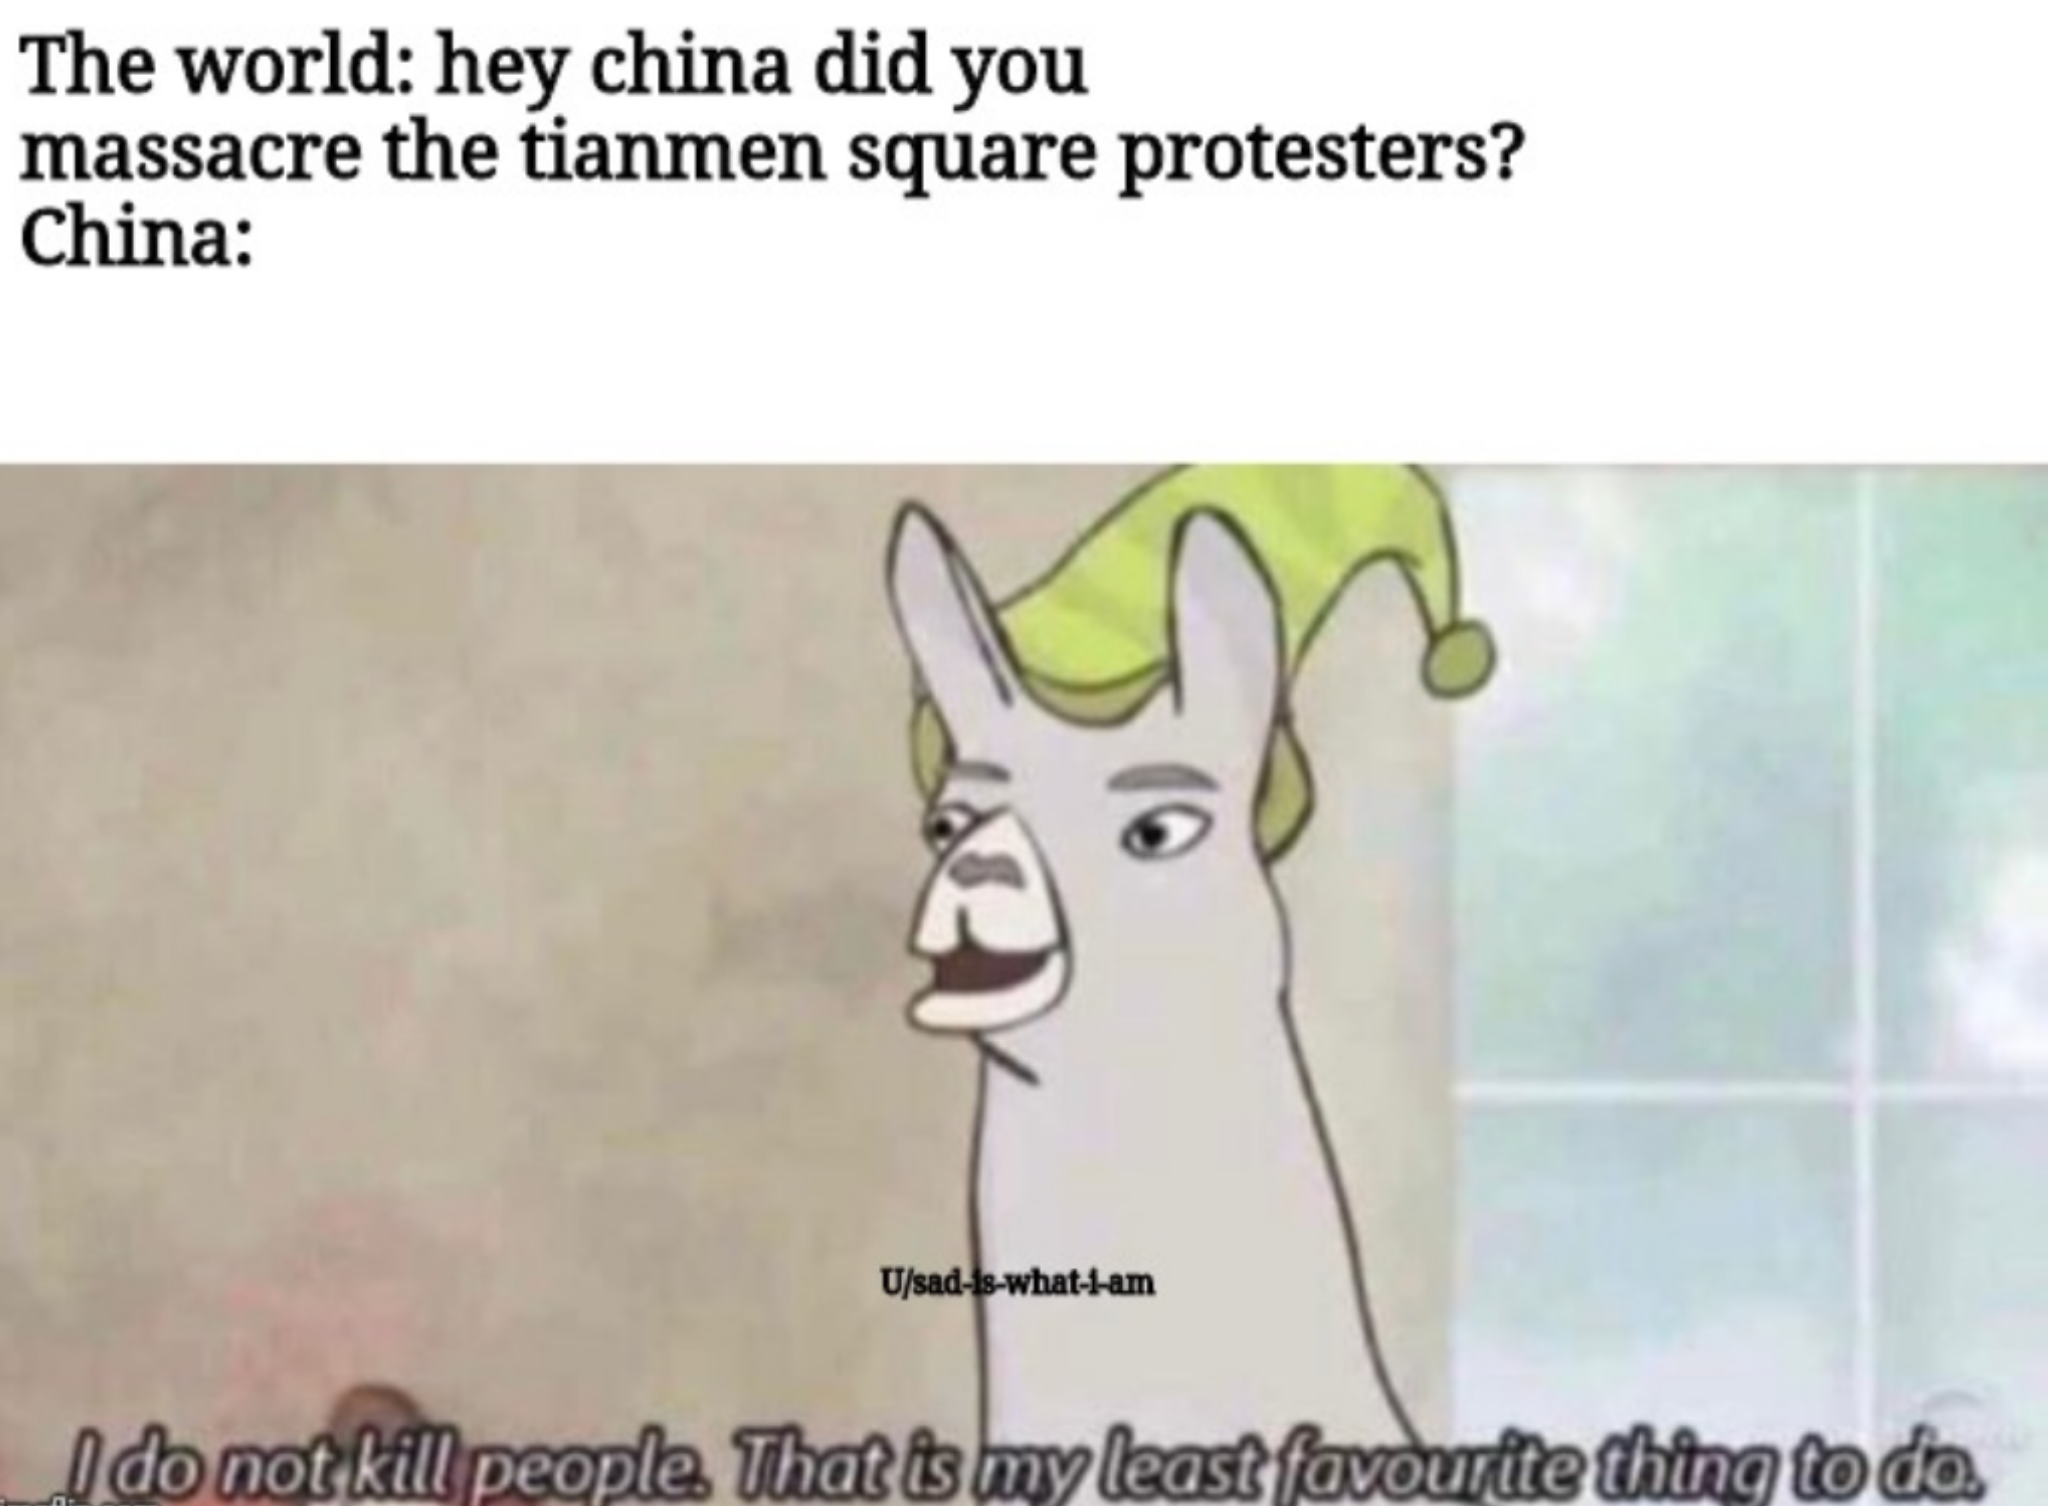 The world: hey china did you
massacre the tianmen square protesters?
China:
U/sad-is-what-i-am
I do not kill people. That is my least favourite thing to do.